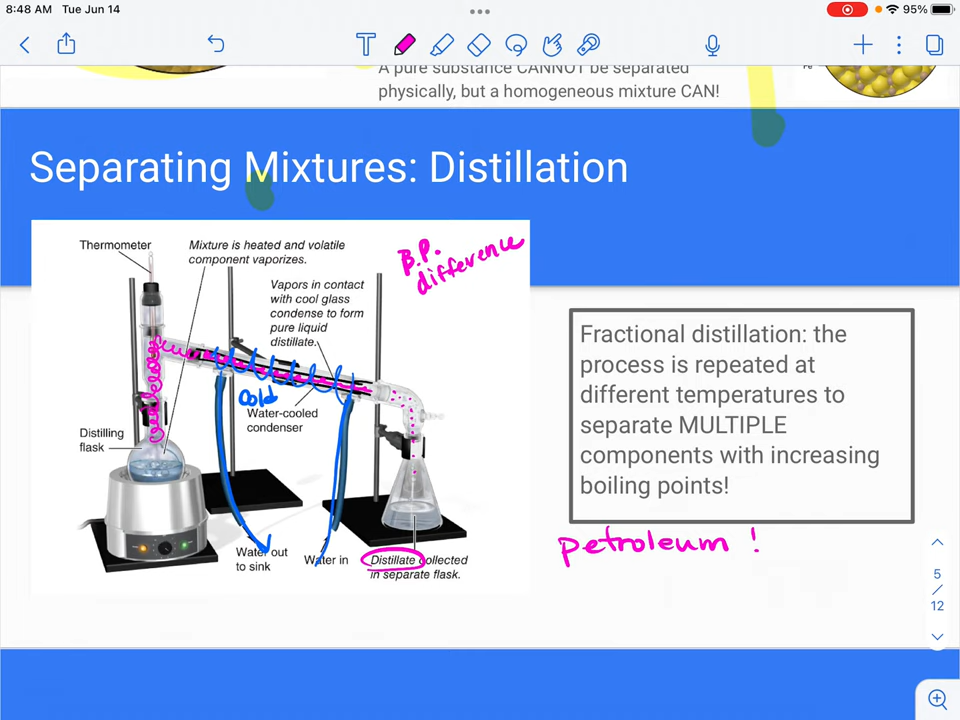 8:48 AM Tue Jun 14
95%
T
A pure substance CANNOT be separated
physically, but a homogeneous mixture CAN!
Fe
Separating Mixtures: Distillation
Thermometer
Mixture is heated and volatile
component vaporizes.
B.P.
difference
Vapors in contact
with cool glass
condense to form
pure liquid
distillate.
Cold
Water-cooled
condenser
Distilling
flask
Water out
to sink
Water in
Distillate collected
in separate flask.
Fractional distillation: the
process is repeated at
different temperatures to
separate MULTIPLE
components with increasing
boiling points!
petroleum !
5
/
12